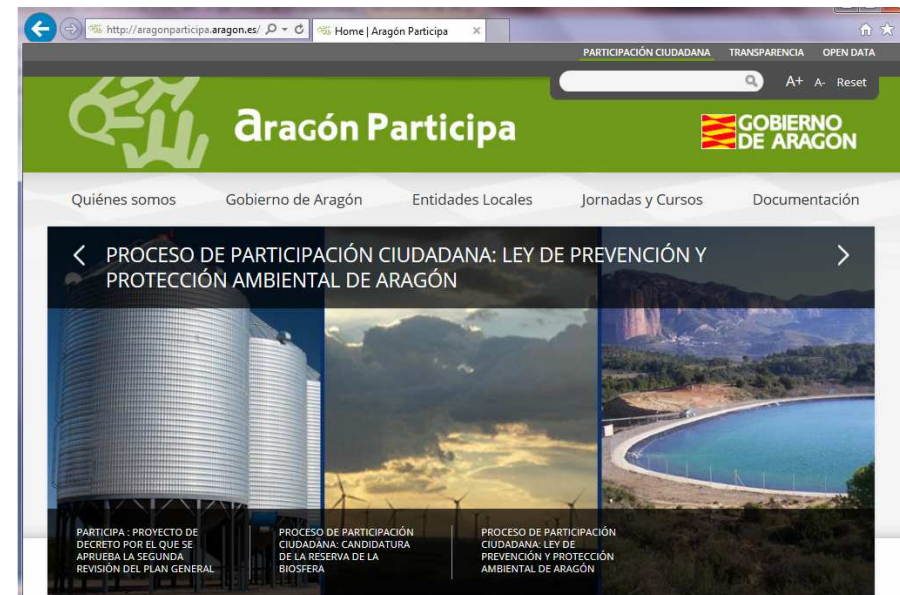 http://aragonparticipa.aragon.es/
Home | Aragón Participa
PARTICIPACIÓN CIUDADANA TRANSPARENCIA OPEN DATA
A+ A- Reset
aragón Participa
GOBIERNO
DE ARAGON
Quiénes somos Gobierno de Aragón Entidades Locales Jornadas y Cursos Documentación
PROCESO DE PARTICIPACIÓN CIUDADANA: LEY DE PREVENCIÓN Y
PROTECCIÓN AMBIENTAL DE ARAGÓN
PARTICIPA : PROYECTO DE
DECRETO POR EL QUE SE
APRUEBA LA SEGUNDA
REVISIÓN DEL PLAN GENERAL
PROCESO DE PARTICIPACIÓN
CIUDADANA: CANDIDATURA
DE LA RESERVA DE LA
BIOSFERA
PROCESO DE PARTICIPACIÓN
CIUDADANA: LEY DE
PREVENCIÓN Y PROTECCIÓN
AMBIENTAL DE ARAGÓN